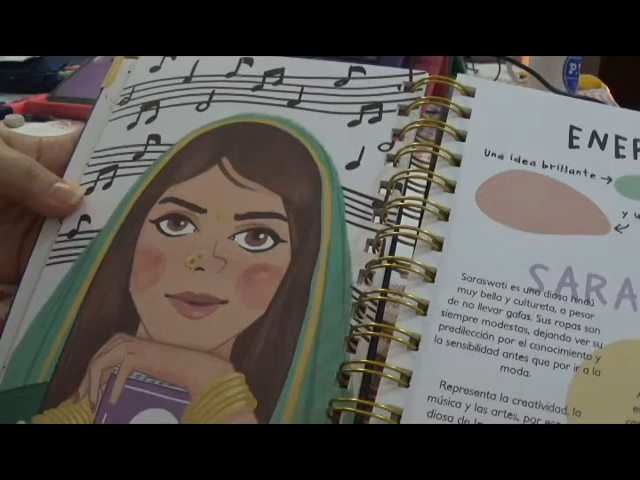 ENER
Una idea brillante
y u
SARA
Saraswati es una diosa hindú
muy bella y cultureta, a pesar
de no llevar gafas. Sus ropas son
siempre modestas, dejando ver su
predilección por el conocimiento y
la sensibilidad antes que por ir a la
moda.
Representa la creatividad, la
música y las artes, por
diosa de